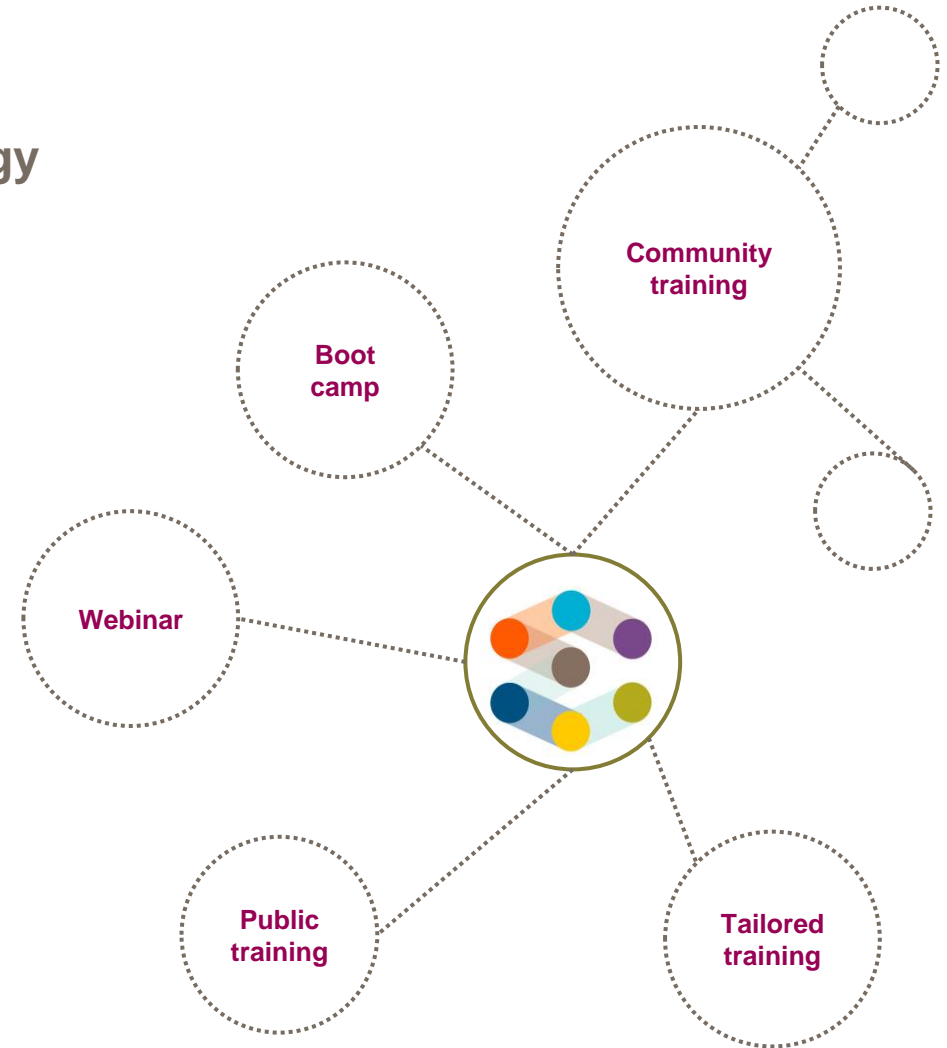 gy
Community
training
Boot
camp
Webinar
Public
training
Tailored
training